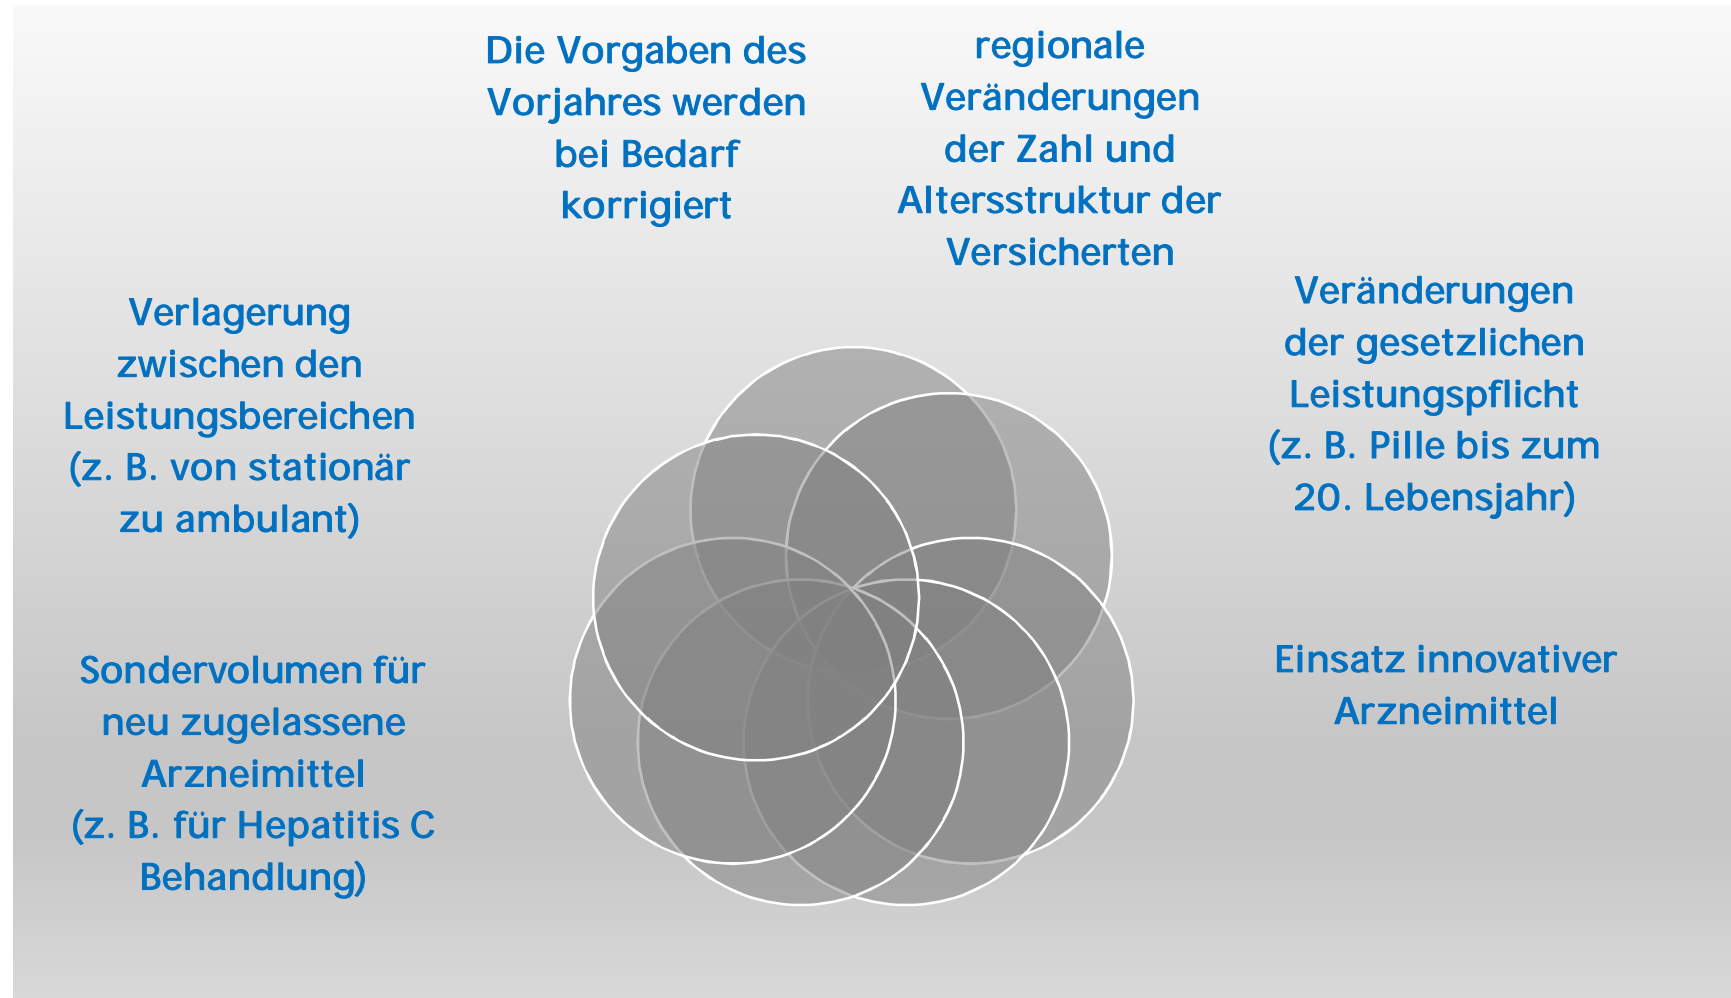 Die Vorgaben des
Vorjahres werden
bei Bedarf
korrigiert
regionale
Veränderungen
der Zahl und
Altersstruktur der
Versicherten
Veränderungen
der gesetzlichen
Leistungspflicht
(z. B. Pille bis zum
20. Lebensjahr)
Einsatz innovativer
Arzneimittel
Sondervolumen für
neu zugelassene
Arzneimittel
(z. B. für Hepatitis C
Behandlung)
Verlagerung
zwischen den
Leistungsbereichen
(z. B. von stationär
zu ambulant)